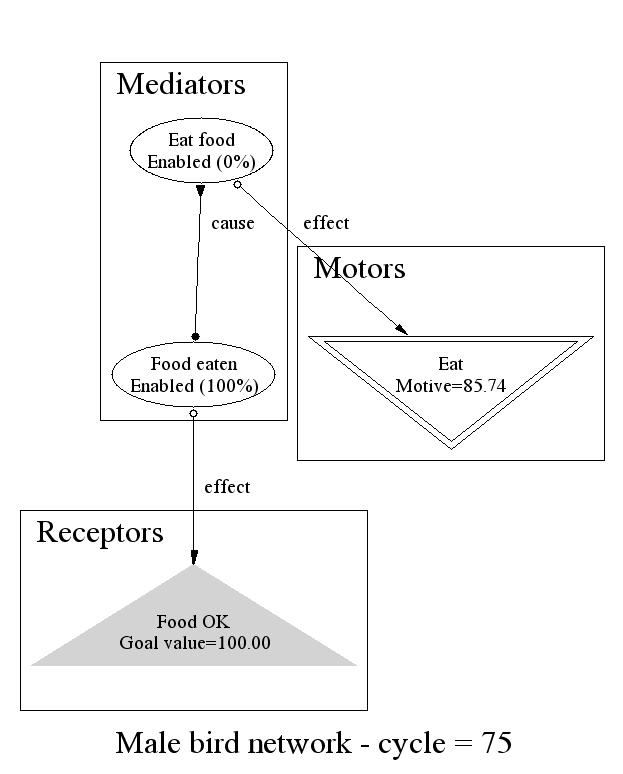 Mediators
Eat food
Enabled (0%)
cause
effect
Motors
Eat
Motive=85.74
Food eaten
Enabled (100%)
effect
Receptors
Food OK
Goal value=100.00
Male bird network - cycle = 75